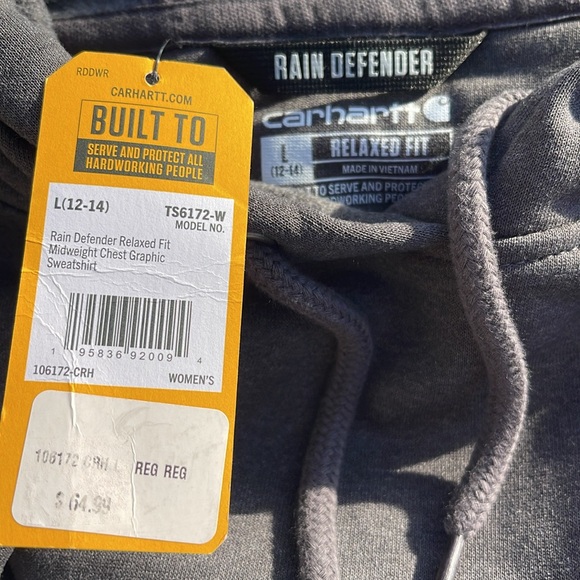 RDDWR
CARHARTT.COM
BUILT TO
SERVE AND PROTECT ALL
HARDWORKING PEOPLE
L(12-14)
TS6172-W
MODEL NO.
Rain Defender Relaxed Fit
Midweight Chest Graphic
Sweatshirt
1 95836 92009 4
106172-CRH
WOMEN'S
106172 CRH L REG REG
$ 64.99
RAIN DEFENDER
carhartt
L
(12-14)
RELAXED FIT
MADE IN VIETNAM
TO SERVE AND PROTECT
HARDWORKING PEOPLE